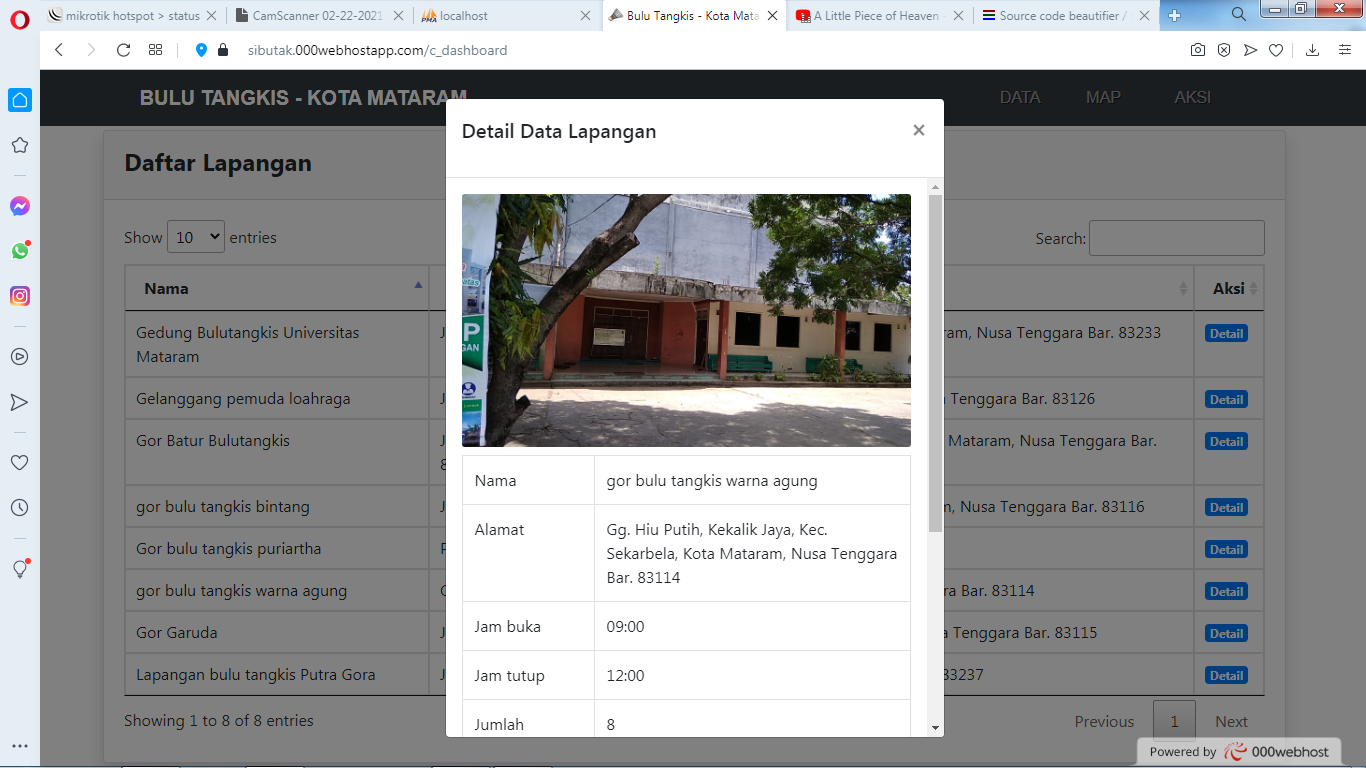 mikrotik hotspot > status
CamScanner 02-22-2021
localhost
Bulu Tangkis - Kota Mata
A Little Piece of Heaven -
Source code beautifier /
sibutak.000webhostapp.com/c_dashboard
BULU TANGKIS - KOTA MATARAM
DATA
MAP
AKSI
Detail Data Lapangan
×
Daftar Lapangan
Show 10 entries
Search:
Nama
Aksi
Gedung Bulutangkis Universitas
Mataram
ram, Nusa Tenggara Bar. 83233
Detail
Gelanggang pemuda loahraga
Tenggara Bar. 83126
Detail
Gor Batur Bulutangkis
Mataram, Nusa Tenggara Bar.
Detail
gor bulu tangkis bintang
Nusa Tenggara Bar. 83116
Detail
Gor bulu tangkis puriartha
Detail
gor bulu tangkis warna agung
ra Bar. 83114
Detail
Gor Garuda
Tenggara Bar. 83115
Detail
Lapangan bulu tangkis Putra Gora
83237
Detail
Nama
gor bulu tangkis warna agung
Alamat
Gg. Hiu Putih, Kekalik Jaya, Kec.
Sekarbela, Kota Mataram, Nusa Tenggara
Bar. 83114
Jam buka
09:00
Jam tutup
12:00
Jumlah
8
Showing 1 to 8 of 8 entries
Previous
1
Next
Powered by 000webhost